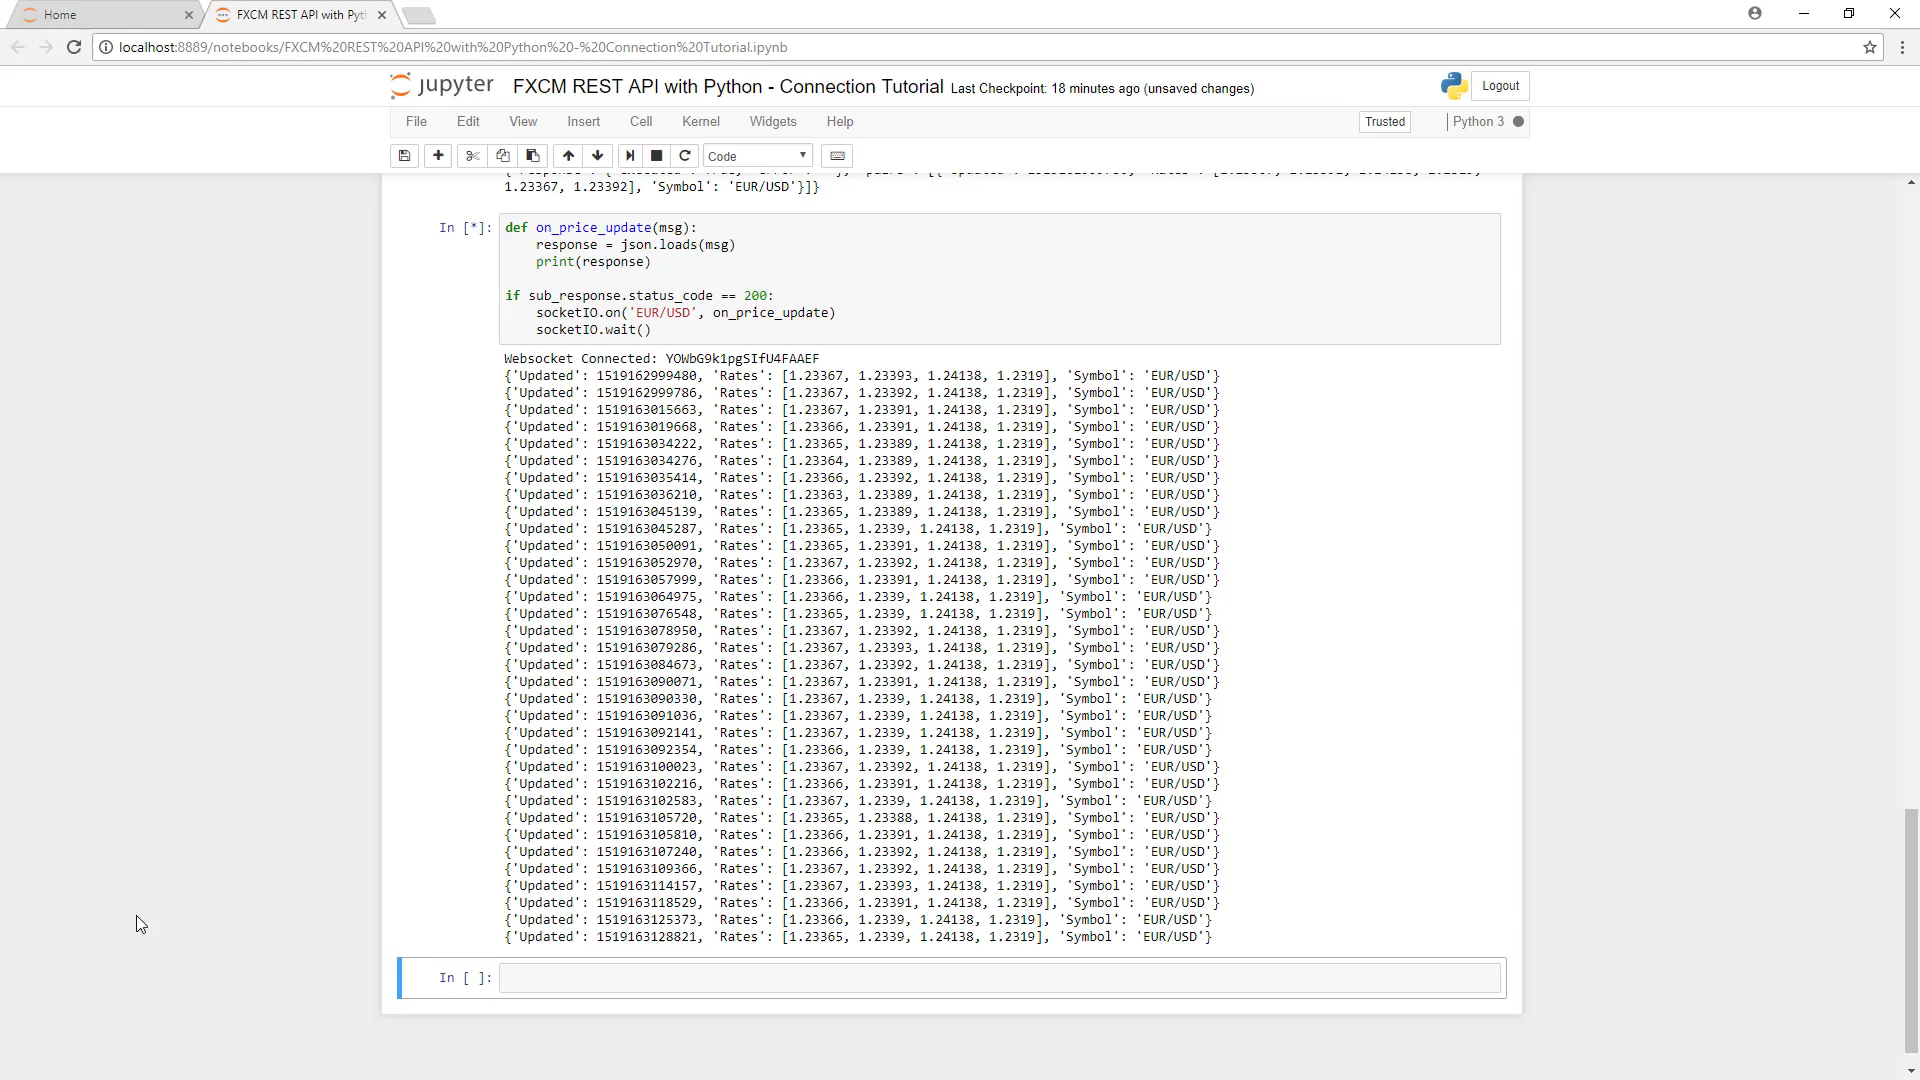 Home
FXCM REST API with Pyth
localhost:8889/notebooks/FXCM%20REST%20API%20with%20Python%20-%20Connection%20Tutorial.ipynb
jupyter FXCM REST API with Python - Connection Tutorial Last Checkpoint: 18 minutes ago (unsaved changes) Logout
File Edit View Insert Cell Kernel Widgets Help Trusted Python 3
Code
1.23367, 1.23392], 'Symbol': 'EUR/USD'}]}
In [*]: def on_price_update(msg):
response = json.loads(msg)
print(response)
if sub_response.status_code == 200:
socketIO.on('EUR/USD', on_price_update)
socketIO.wait()
Websocket Connected: YOWbG9k1pgSIfU4FAAEF
{'Updated': 1519162999480, 'Rates': [1.23367, 1.23393, 1.24138, 1.2319], 'Symbol': 'EUR/USD'}
{'Updated': 1519162999786, 'Rates': [1.23367, 1.23392, 1.24138, 1.2319], 'Symbol': 'EUR/USD'}
{'Updated': 1519163015663, 'Rates': [1.23367, 1.23391, 1.24138, 1.2319], 'Symbol': 'EUR/USD'}
{'Updated': 1519163019668, 'Rates': [1.23366, 1.23391, 1.24138, 1.2319], 'Symbol': 'EUR/USD'}
{'Updated': 1519163034222, 'Rates': [1.23365, 1.23389, 1.24138, 1.2319], 'Symbol': 'EUR/USD'}
{'Updated': 1519163034276, 'Rates': [1.23364, 1.23389, 1.24138, 1.2319], 'Symbol': 'EUR/USD'}
{'Updated': 1519163035414, 'Rates': [1.23366, 1.23392, 1.24138, 1.2319], 'Symbol': 'EUR/USD'}
{'Updated': 1519163036210, 'Rates': [1.23363, 1.23389, 1.24138, 1.2319], 'Symbol': 'EUR/USD'}
{'Updated': 1519163045139, 'Rates': [1.23365, 1.23389, 1.24138, 1.2319], 'Symbol': 'EUR/USD'}
{'Updated': 1519163045287, 'Rates': [1.23365, 1.2339, 1.24138, 1.2319], 'Symbol': 'EUR/USD'}
{'Updated': 1519163050091, 'Rates': [1.23365, 1.23391, 1.24138, 1.2319], 'Symbol': 'EUR/USD'}
{'Updated': 1519163052970, 'Rates': [1.23367, 1.23392, 1.24138, 1.2319], 'Symbol': 'EUR/USD'}
{'Updated': 1519163057999, 'Rates': [1.23366, 1.23391, 1.24138, 1.2319], 'Symbol': 'EUR/USD'}
{'Updated': 1519163064975, 'Rates': [1.23366, 1.2339, 1.24138, 1.2319], 'Symbol': 'EUR/USD'}
{'Updated': 1519163076548, 'Rates': [1.23365, 1.2339, 1.24138, 1.2319], 'Symbol': 'EUR/USD'}
{'Updated': 1519163078950, 'Rates': [1.23367, 1.23392, 1.24138, 1.2319], 'Symbol': 'EUR/USD'}
{'Updated': 1519163079286, 'Rates': [1.23367, 1.23393, 1.24138, 1.2319], 'Symbol': 'EUR/USD'}
{'Updated': 1519163084673, 'Rates': [1.23367, 1.23392, 1.24138, 1.2319], 'Symbol': 'EUR/USD'}
{'Updated': 1519163090071, 'Rates': [1.23367, 1.23391, 1.24138, 1.2319], 'Symbol': 'EUR/USD'}
{'Updated': 1519163090330, 'Rates': [1.23367, 1.2339, 1.24138, 1.2319], 'Symbol': 'EUR/USD'}
{'Updated': 1519163091036, 'Rates': [1.23367, 1.2339, 1.24138, 1.2319], 'Symbol': 'EUR/USD'}
{'Updated': 1519163092141, 'Rates': [1.23367, 1.2339, 1.24138, 1.2319], 'Symbol': 'EUR/USD'}
{'Updated': 1519163092354, 'Rates': [1.23366, 1.2339, 1.24138, 1.2319], 'Symbol': 'EUR/USD'}
{'Updated': 1519163100023, 'Rates': [1.23367, 1.23392, 1.24138, 1.2319], 'Symbol': 'EUR/USD'}
{'Updated': 1519163102216, 'Rates': [1.23366, 1.23391, 1.24138, 1.2319], 'Symbol': 'EUR/USD'}
{'Updated': 1519163102583, 'Rates': [1.23367, 1.2339, 1.24138, 1.2319], 'Symbol': 'EUR/USD'}
{'Updated': 1519163105720, 'Rates': [1.23365, 1.23388, 1.24138, 1.2319], 'Symbol': 'EUR/USD'}
{'Updated': 1519163105810, 'Rates': [1.23366, 1.23391, 1.24138, 1.2319], 'Symbol': 'EUR/USD'}
{'Updated': 1519163107240, 'Rates': [1.23366, 1.23392, 1.24138, 1.2319], 'Symbol': 'EUR/USD'}
{'Updated': 1519163109366, 'Rates': [1.23367, 1.23392, 1.24138, 1.2319], 'Symbol': 'EUR/USD'}
{'Updated': 1519163114157, 'Rates': [1.23367, 1.23393, 1.24138, 1.2319], 'Symbol': 'EUR/USD'}
{'Updated': 1519163118529, 'Rates': [1.23366, 1.23391, 1.24138, 1.2319], 'Symbol': 'EUR/USD'}
{'Updated': 1519163125373, 'Rates': [1.23366, 1.2339, 1.24138, 1.2319], 'Symbol': 'EUR/USD'}
{'Updated': 1519163128821, 'Rates': [1.23365, 1.2339, 1.24138, 1.2319], 'Symbol': 'EUR/USD'}
In [ ]: